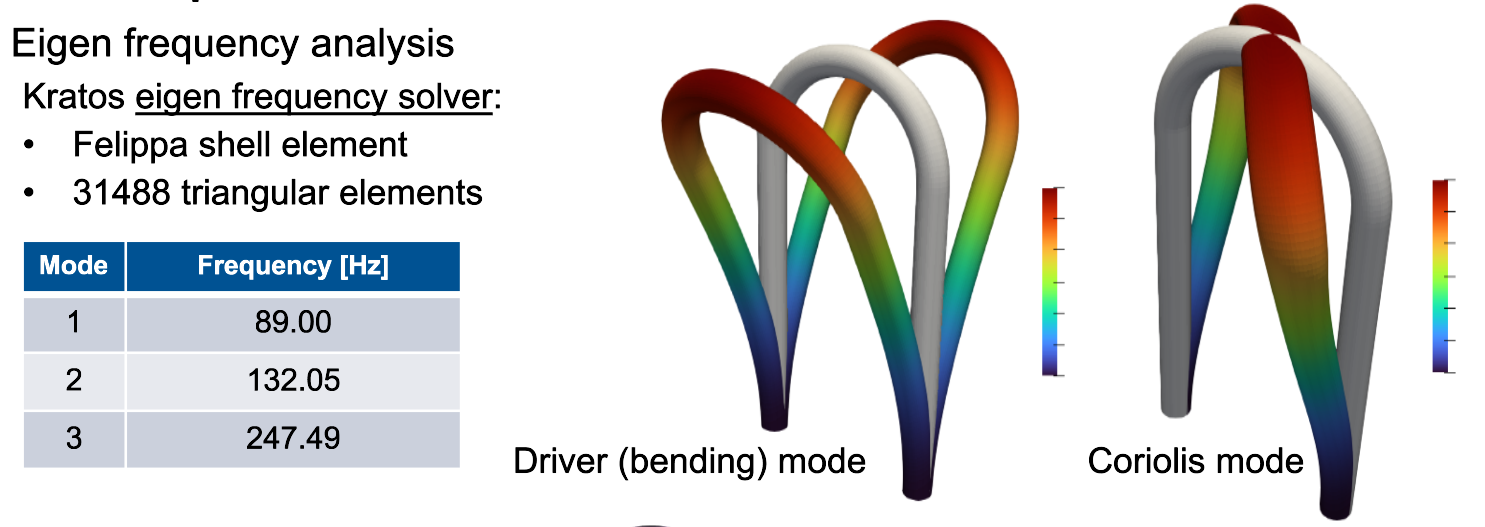 Eigen frequency analysis
Kratos eigen frequency solver:
• Felippa shell element
• 31488 triangular elements
Mode Frequency [Hz]
1 89.00
2 132.05
3 247.49
Driver (bending) mode
Coriolis mode